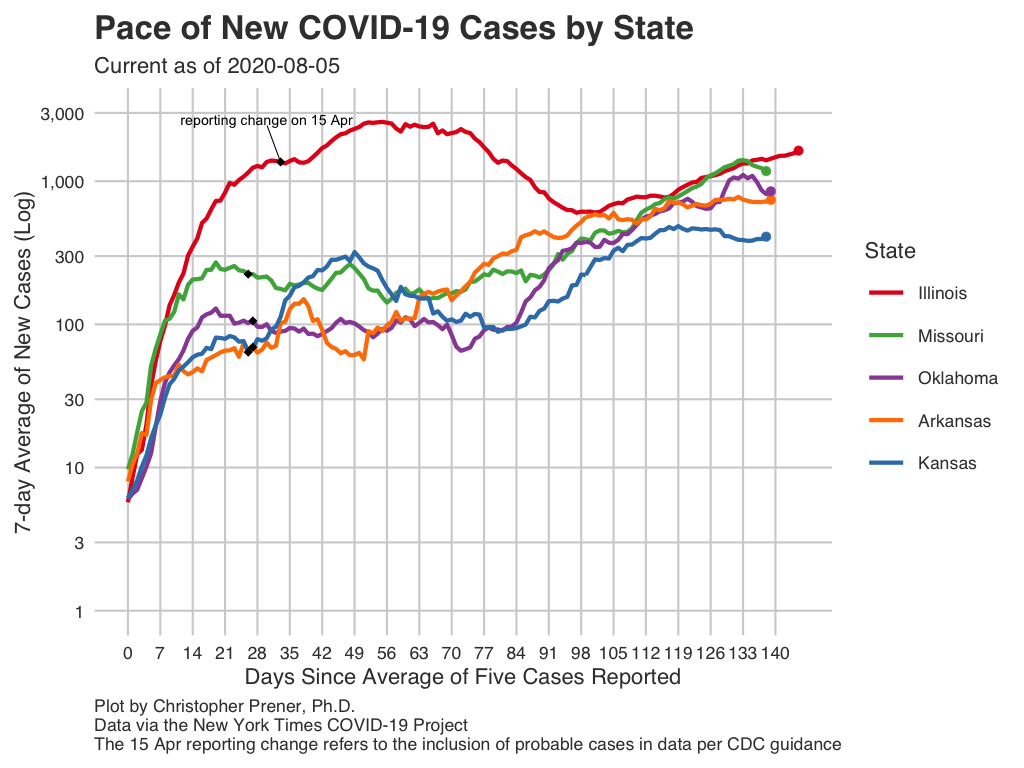 Pace of New COVID-19 Cases by State
Current as of 2020-08-05
7-day Average of New Cases (Log)
3,000
1,000
300
100
30
10
3
1
reporting change on 15 Apr
0 7 14 21 28 35 42 49 56 63 70 77 84 91 98 105 112 119 126 133 140
Days Since Average of Five Cases Reported
State
Illinois
Missouri
Oklahoma
Arkansas
Kansas
Plot by Christopher Prener, Ph.D.
Data via the New York Times COVID-19 Project
The 15 Apr reporting change refers to the inclusion of probable cases in data per CDC guidance